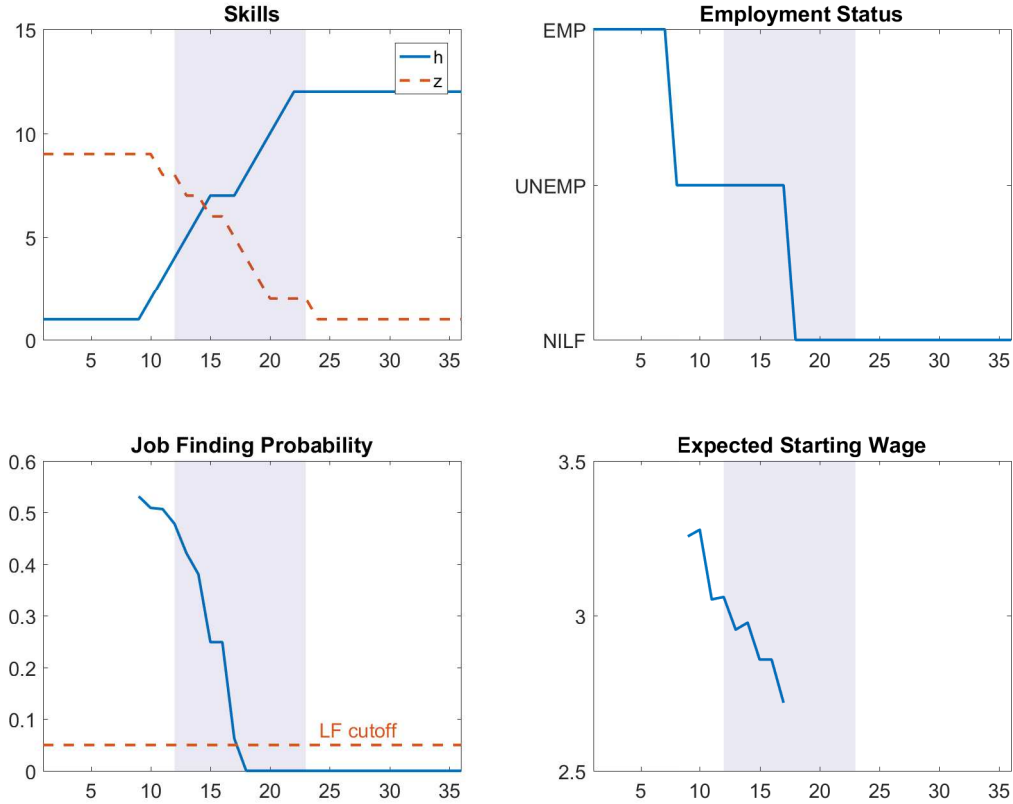 Skills
15
10
5
0
h
z
5 10 15 20 25 30 35
Employment Status
EMP
UNEMP
NILF
5 10 15 20 25 30 35
Job Finding Probability
0.6
0.5
0.4
0.3
0.2
0.1
0
LF cutoff
5 10 15 20 25 30 35
Expected Starting Wage
3.5
3
2.5
5 10 15 20 25 30 35